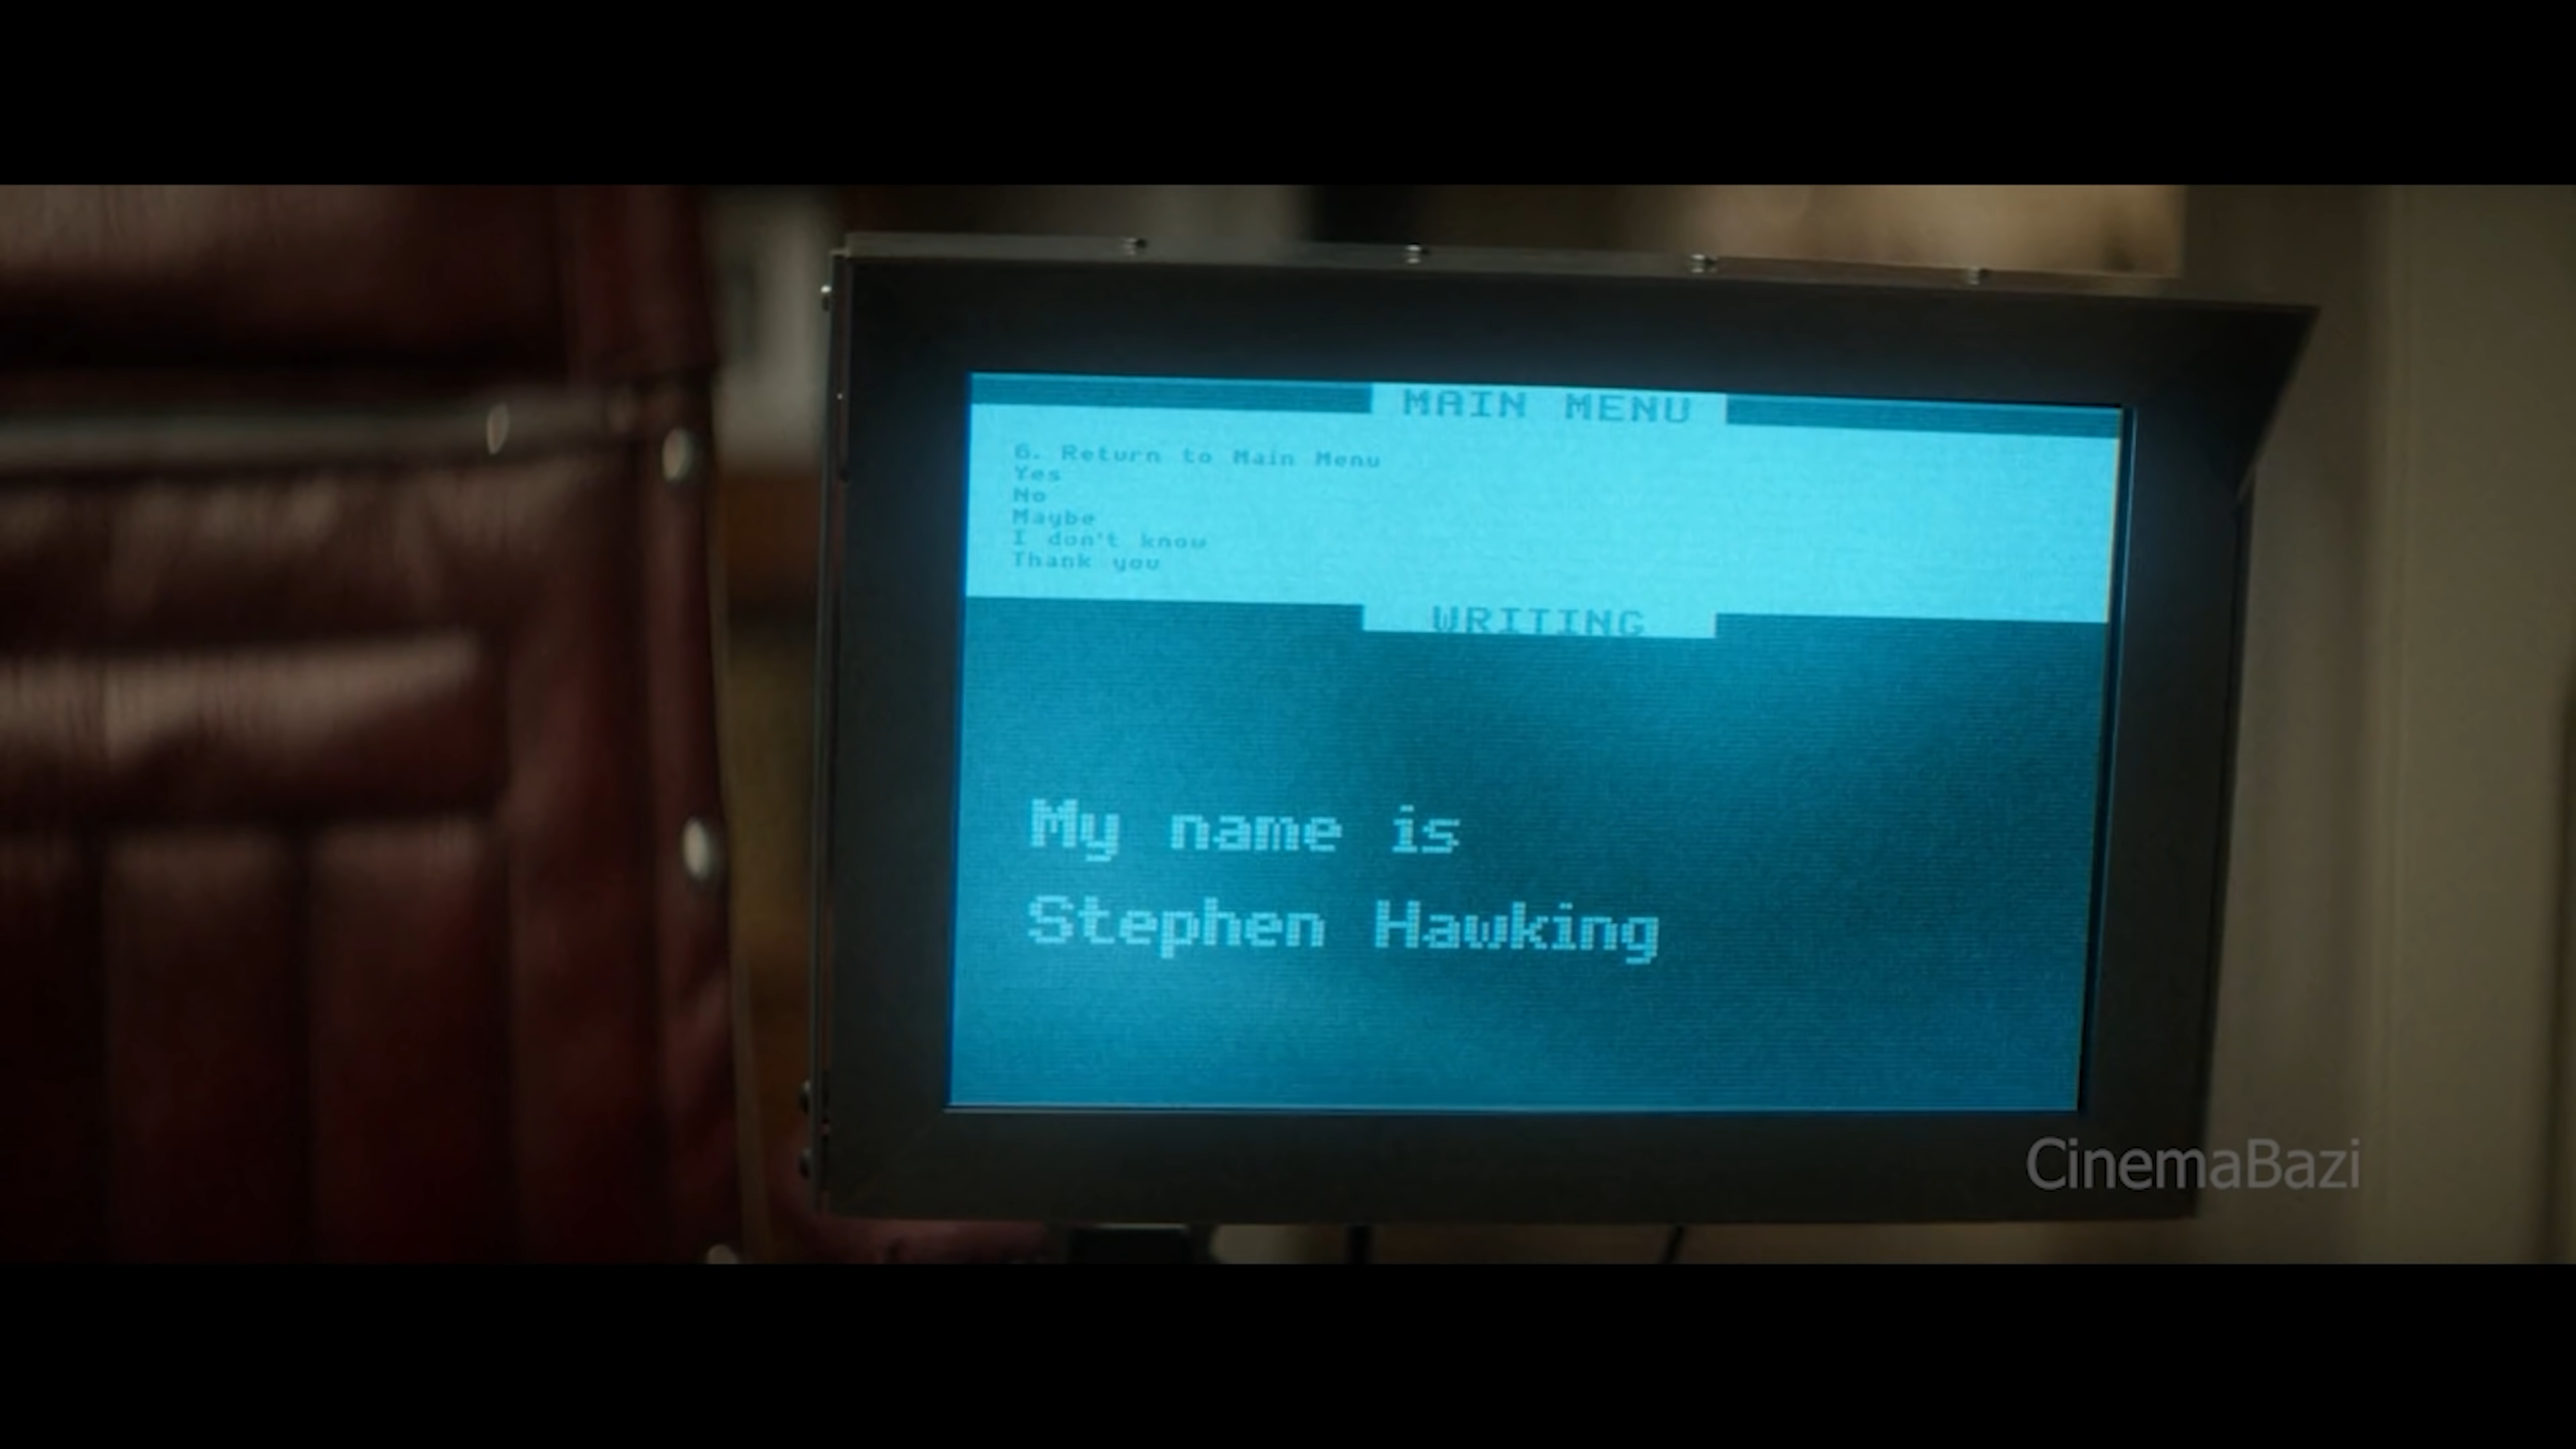 MAIN MENU
6. Return to Main Menu
Yes
No
Maybe
I don't know
Thank you
WRITING
My name is
Stephen Hawking
CinemaBazi